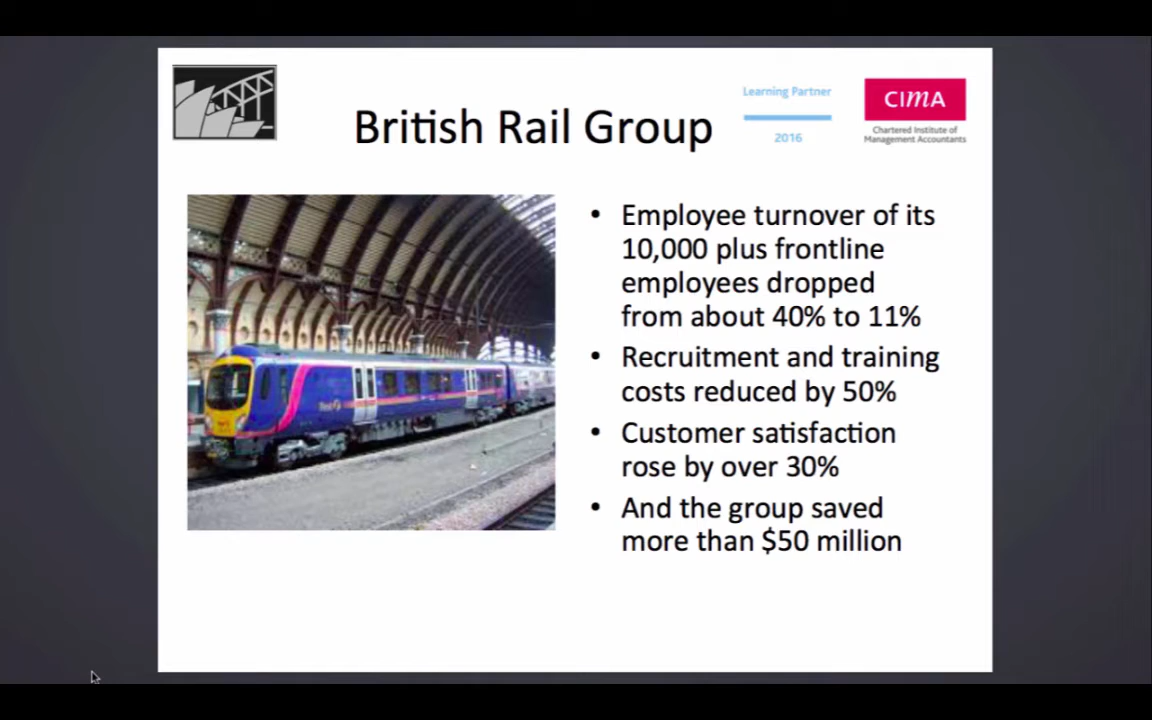 British Rail Group
Learning Partner
2016
CIMA
Chartered Institute of
Management Accountants
• Employee turnover of its
10,000 plus frontline
employees dropped
from about 40% to 11%
• Recruitment and training
costs reduced by 50%
• Customer satisfaction
rose by over 30%
• And the group saved
more than $50 million